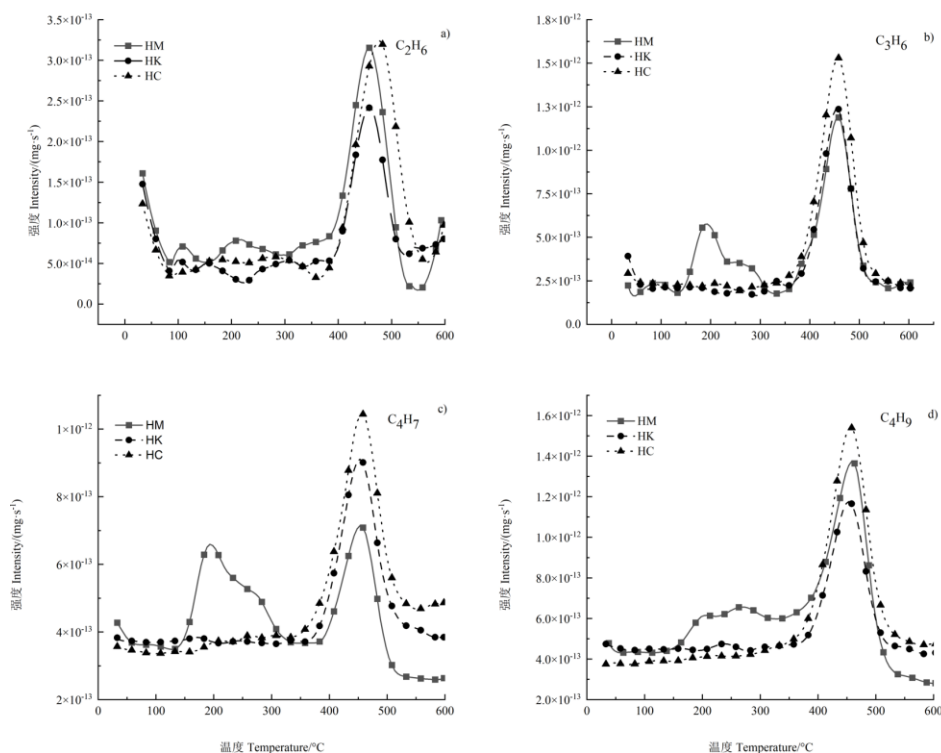 a)
C2H6
HM
HK
HC
3.5×10-13
3.0×10-13
2.5×10-13
2.0×10-13
1.5×10-13
1.0×10-13
5.0×10-14
0.0
强度 Intensity/(mg·s-1)
0 100 200 300 400 500 600
b)
C3H6
HM
HK
HC
1.8×10-12
1.5×10-12
1.3×10-12
1.0×10-12
7.5×10-13
5.0×10-13
2.5×10-13
0.0
强度 Intensity/(mg·s-1)
0 100 200 300 400 500 600
c)
C4H7
HM
HK
HC
1×10-12
8×10-13
6×10-13
4×10-13
2×10-13
强度 Intensity/(mg·s-1)
0 100 200 300 400 500 600
温度 Temperature/°C
d)
C4H9
HM
HK
HC
1.6×10-12
1.4×10-12
1.2×10-12
1.0×10-12
8.0×10-13
6.0×10-13
4.0×10-13
2.0×10-13
强度 Intensity/(mg·s-1)
0 100 200 300 400 500 600
温度 Temperature/°C